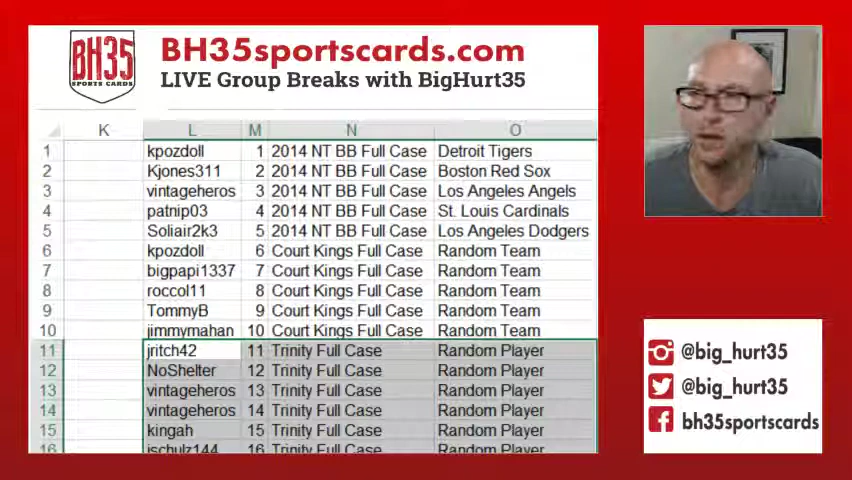 BH35
SPORTS CARDS
BH35sportscards.com
LIVE Group Breaks with BigHurt35
K L M N O
1 kpozdoll 1 2014 NT BB Full Case Detroit Tigers
2 Kjones311 2 2014 NT BB Full Case Boston Red Sox
3 vintageheros 3 2014 NT BB Full Case Los Angeles Angels
4 patnip03 4 2014 NT BB Full Case St. Louis Cardinals
5 Soliair2k3 5 2014 NT BB Full Case Los Angeles Dodgers
6 kpozdoll 6 Court Kings Full Case Random Team
7 bigpapi1337 7 Court Kings Full Case Random Team
8 roccol11 8 Court Kings Full Case Random Team
9 TommyB 9 Court Kings Full Case Random Team
10 jimmymahan 10 Court Kings Full Case Random Team
11 jritch42 11 Trinity Full Case Random Player
12 NoShelter 12 Trinity Full Case Random Player
13 vintageheros 13 Trinity Full Case Random Player
14 vintageheros 14 Trinity Full Case Random Player
15 kingah 15 Trinity Full Case Random Player
16 jschulz144 16 Trinity Full Case Random Player
@big_hurt35
@big_hurt35
bh35sportscards